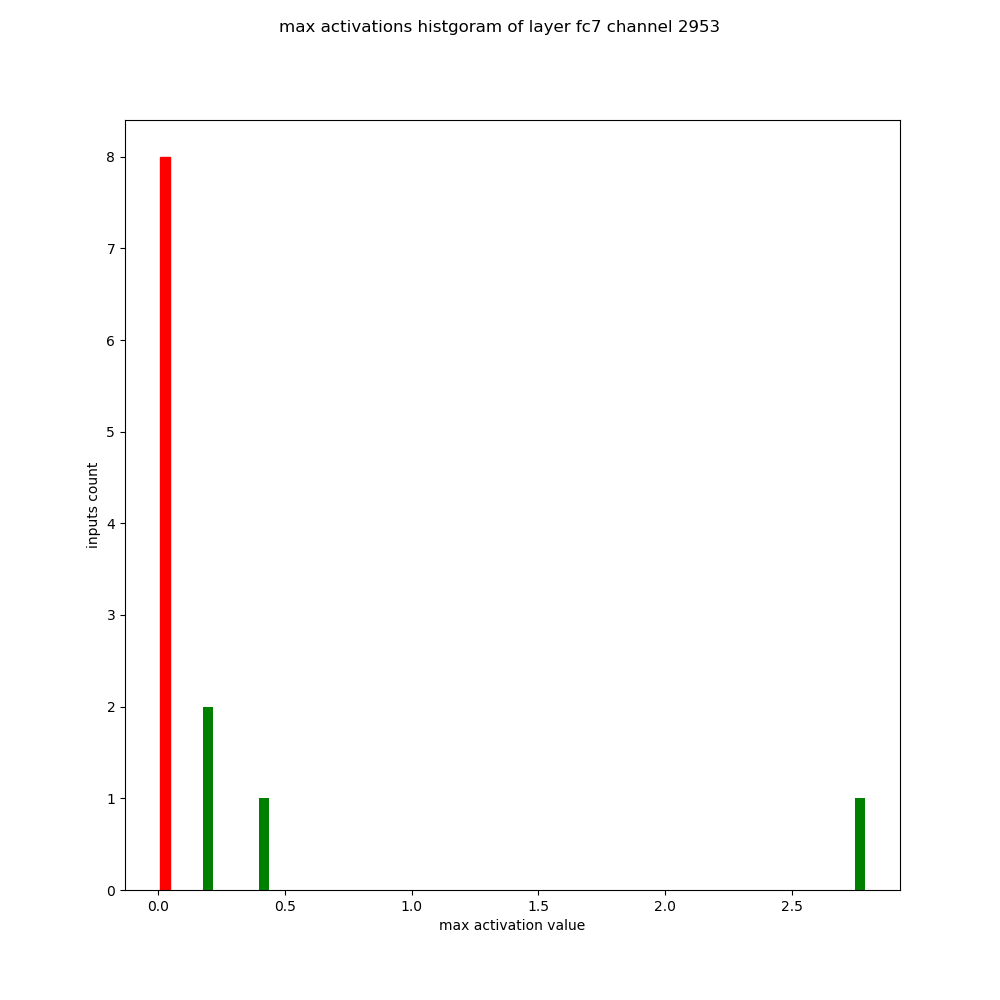 max activations histgoram of layer fc7 channel 2953
8
7
6
5
4
3
2
1
0
inputs count
0.0 0.5 1.0 1.5 2.0 2.5
max activation value